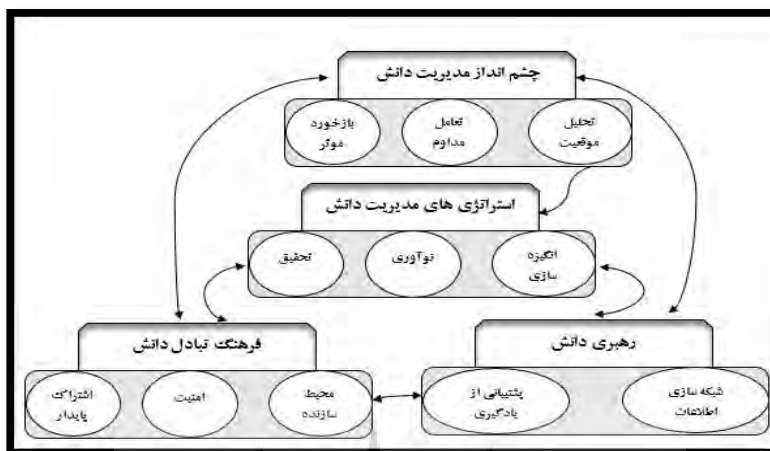 چشم انداز مدیریت دانش
تحلیل
موقعیت
تعامل
مداوم
بازخورد
موثر
استراتژی های مدیریت دانش
انگیزه
سازی
نوآوری
تحقیق
رهبری دانش
شبکه سازی
اطلاعات
پشتیبانی از
یادگیری
فرهنگ تبادل دانش
محیط
سازنده
امنیت
اشتراک
پایدار